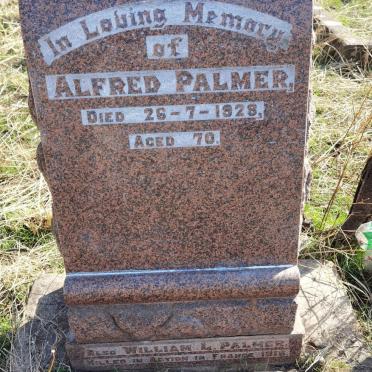 In Loving Memory
of
ALFRED PALMER,
DIED 26-7-1928,
AGED 70.
ALSO WILLIAM L. PALMER
KILLED IN ACTION IN FRANCE